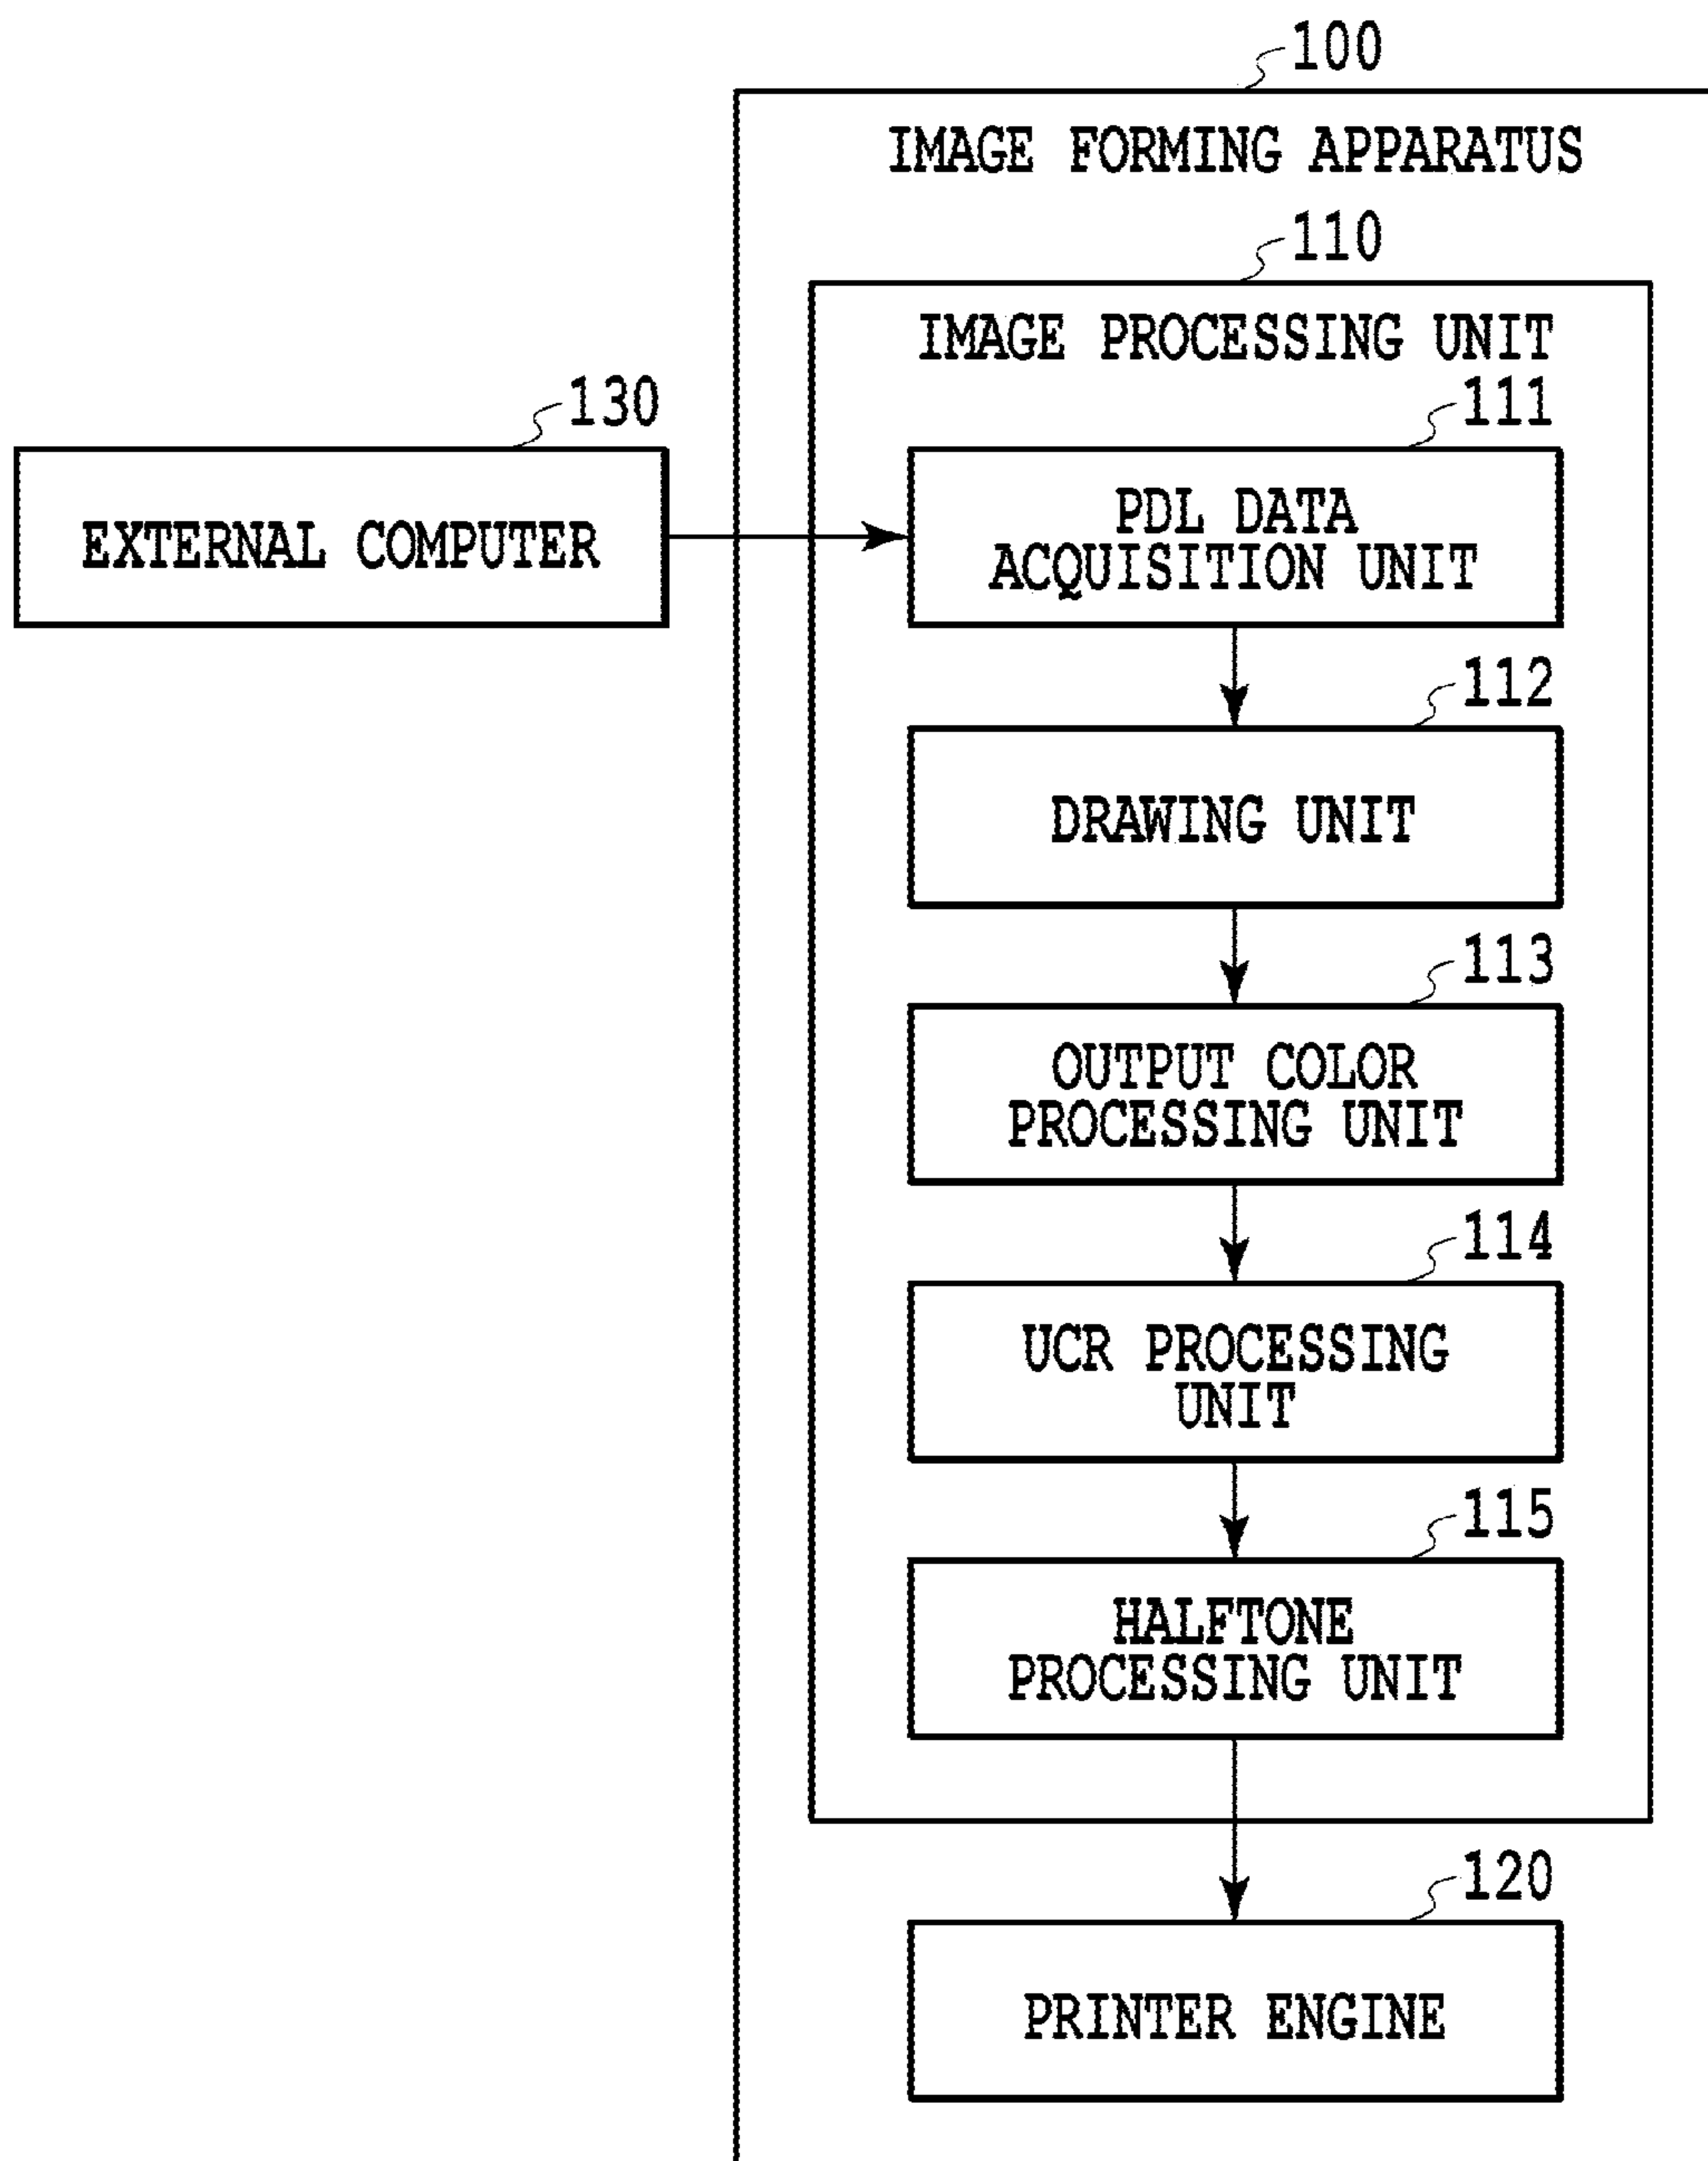 100
IMAGE FORMING APPARATUS
110
IMAGE PROCESSING UNIT
130
EXTERNAL COMPUTER
111
PDL DATA
ACQUISITION UNIT
112
DRAWING UNIT
113
OUTPUT COLOR
PROCESSING UNIT
114
UCR PROCESSING
UNIT
115
HALFTONE
PROCESSING UNIT
120
PRINTER ENGINE